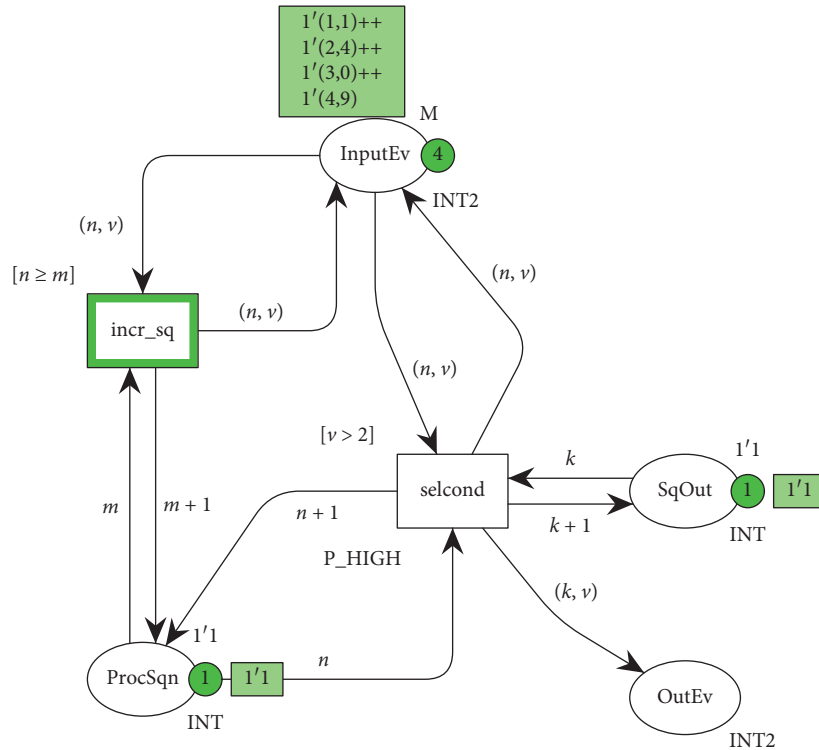 1′(1,1)++
1′(2,4)++
1′(3,0)++
1′(4,9)
M
InputEv
4
INT2
(n, v)
(n, v)
[n ≥ m]
(n, v)
incr_sq
(n, v)
[v > 2]
1′1
k
selcond
SqOut
1
1′1
m
m + 1
n + 1
k + 1
INT
P_HIGH
(k, v)
1′1
n
ProcSqn
1
1′1
OutEv
INT
INT2